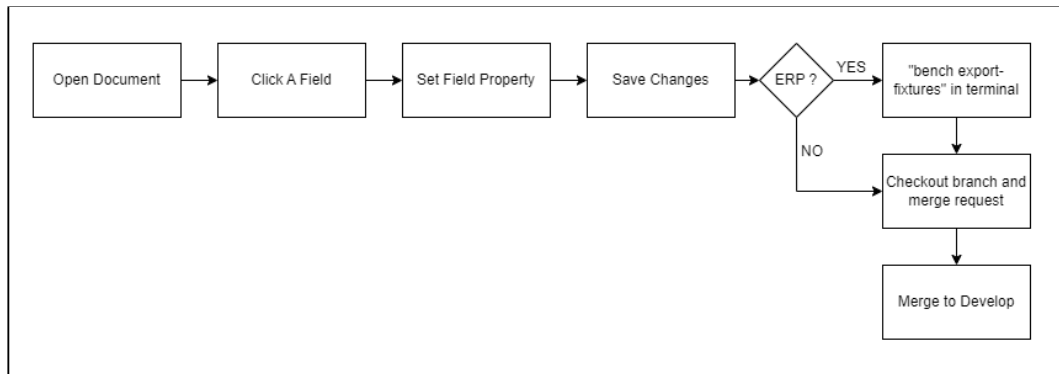 Open Document
Click A Field
Set Field Property
Save Changes
ERP ?
YES
"bench export-
fixtures" in terminal
NO
Checkout branch and
merge request
Merge to Develop